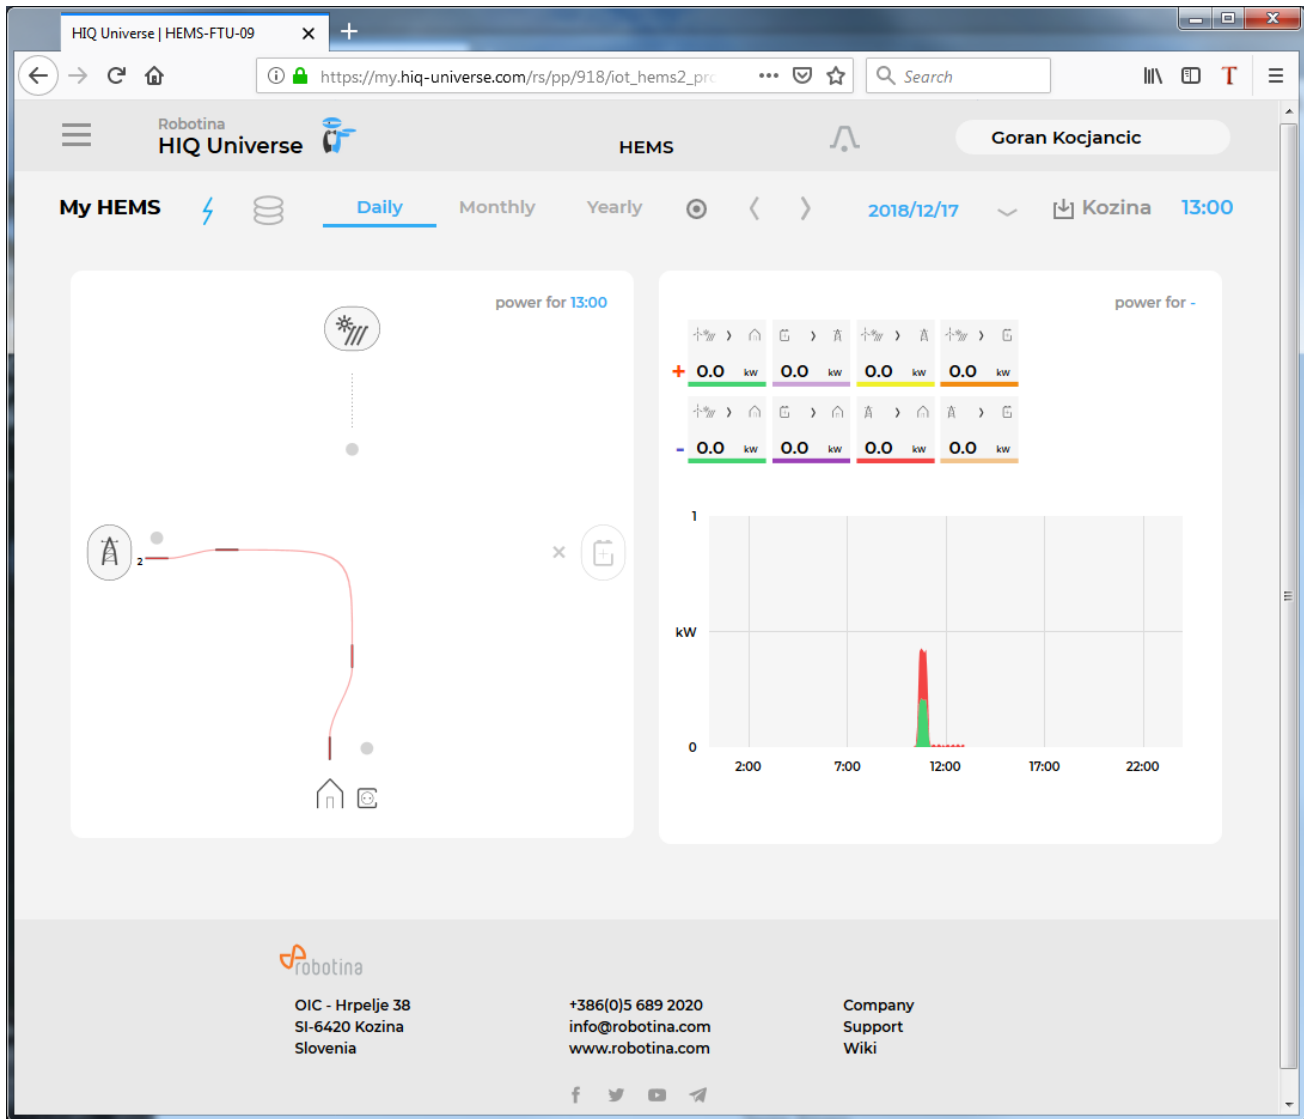 HIQ Universe | HEMS-FTU-09
https://my.hiq-universe.com/rs/pp/918/iot_hems2_pro
Search
Robotina
HIQ Universe
HEMS
Goran Kocjancic
My HEMS Daily Monthly Yearly 2018/12/17 Kozina 13:00
power for 13:00
2
power for -
+ 0.0 kw 0.0 kw 0.0 kw 0.0 kw
- 0.0 kw 0.0 kw 0.0 kw 0.0 kw
1
kW
0
2:00 7:00 12:00 17:00 22:00
robotina
OIC - Hrpelje 38
SI-6420 Kozina
Slovenia
+386(0)5 689 2020
info@robotina.com
www.robotina.com
Company
Support
Wiki